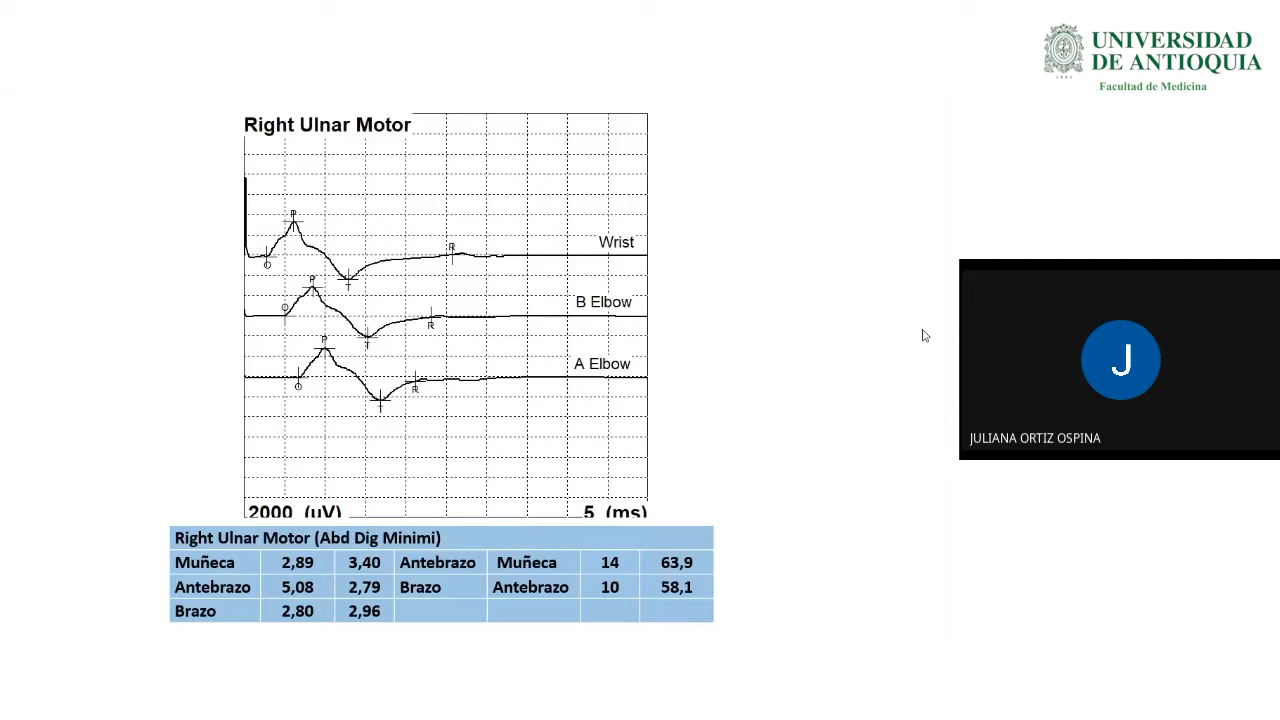 UNIVERSIDAD
DE ANTIOQUIA
Facultad de Medicina
Right Ulnar Motor
P
R
Wrist
O
T
P
O
B Elbow
R
T
P
A Elbow
O
R
T
2000 (uV)
5 (ms)
Right Ulnar Motor (Abd Dig Minimi)
Muñeca 2,89 3,40 Antebrazo Muñeca 14 63,9
Antebrazo 5,08 2,79 Brazo Antebrazo 10 58,1
Brazo 2,80 2,96
J
JULIANA ORTIZ OSPINA